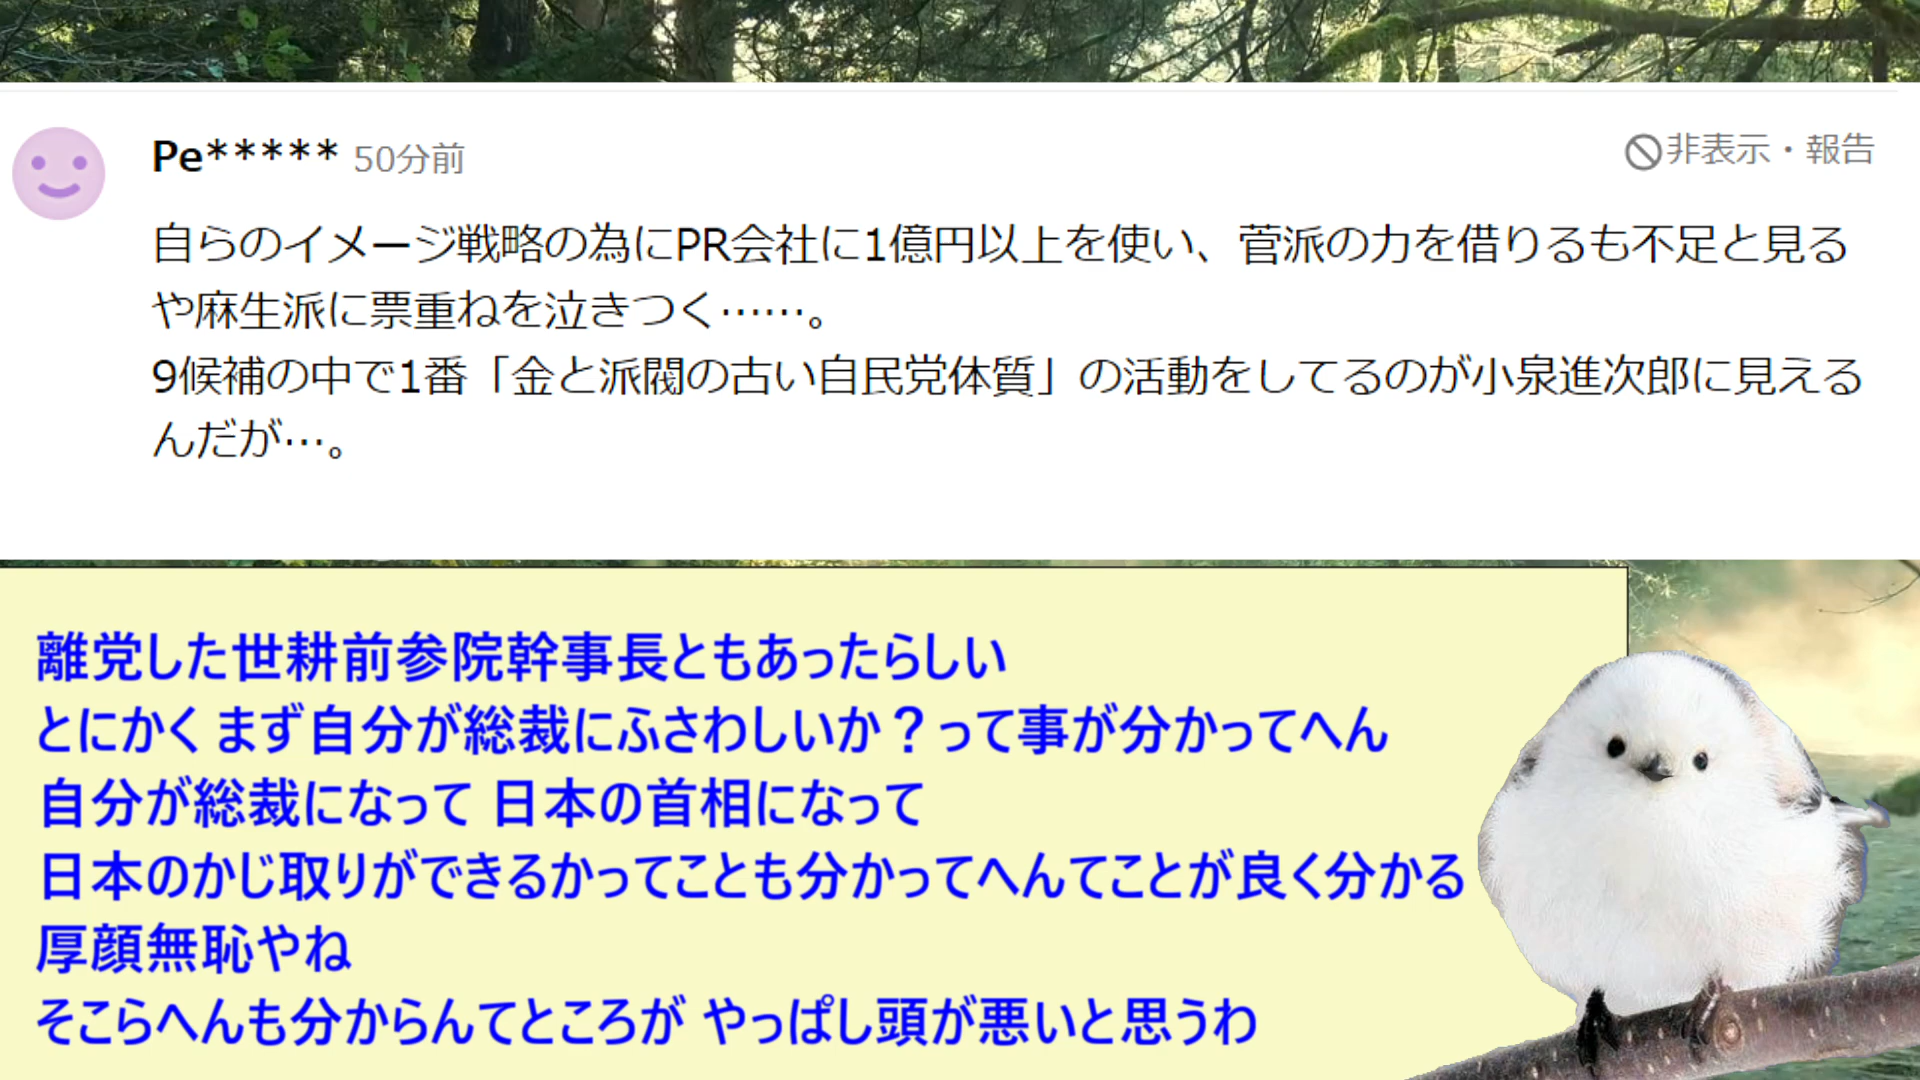 Pe***** 50分前
非表示・報告
自らのイメージ戦略の為にPR会社に1億円以上を使い、菅派の力を借りるも不足と見る
や麻生派に票重ねを泣きつく……。
9候補の中で1番「金と派閥の古い自民党体質」の活動をしてるのが小泉進次郎に見える
んだが…。
離党した世耕前参院幹事長ともあったらしい
とにかく まず自分が総裁にふさわしいか？って事が分かってへん
自分が総裁になって 日本の首相になって
日本のかじ取りができるかってことも分かってへんてことが良く分かる
厚顔無恥やね
そこらへんも分からんてところが やっぱし頭が悪いと思うわ